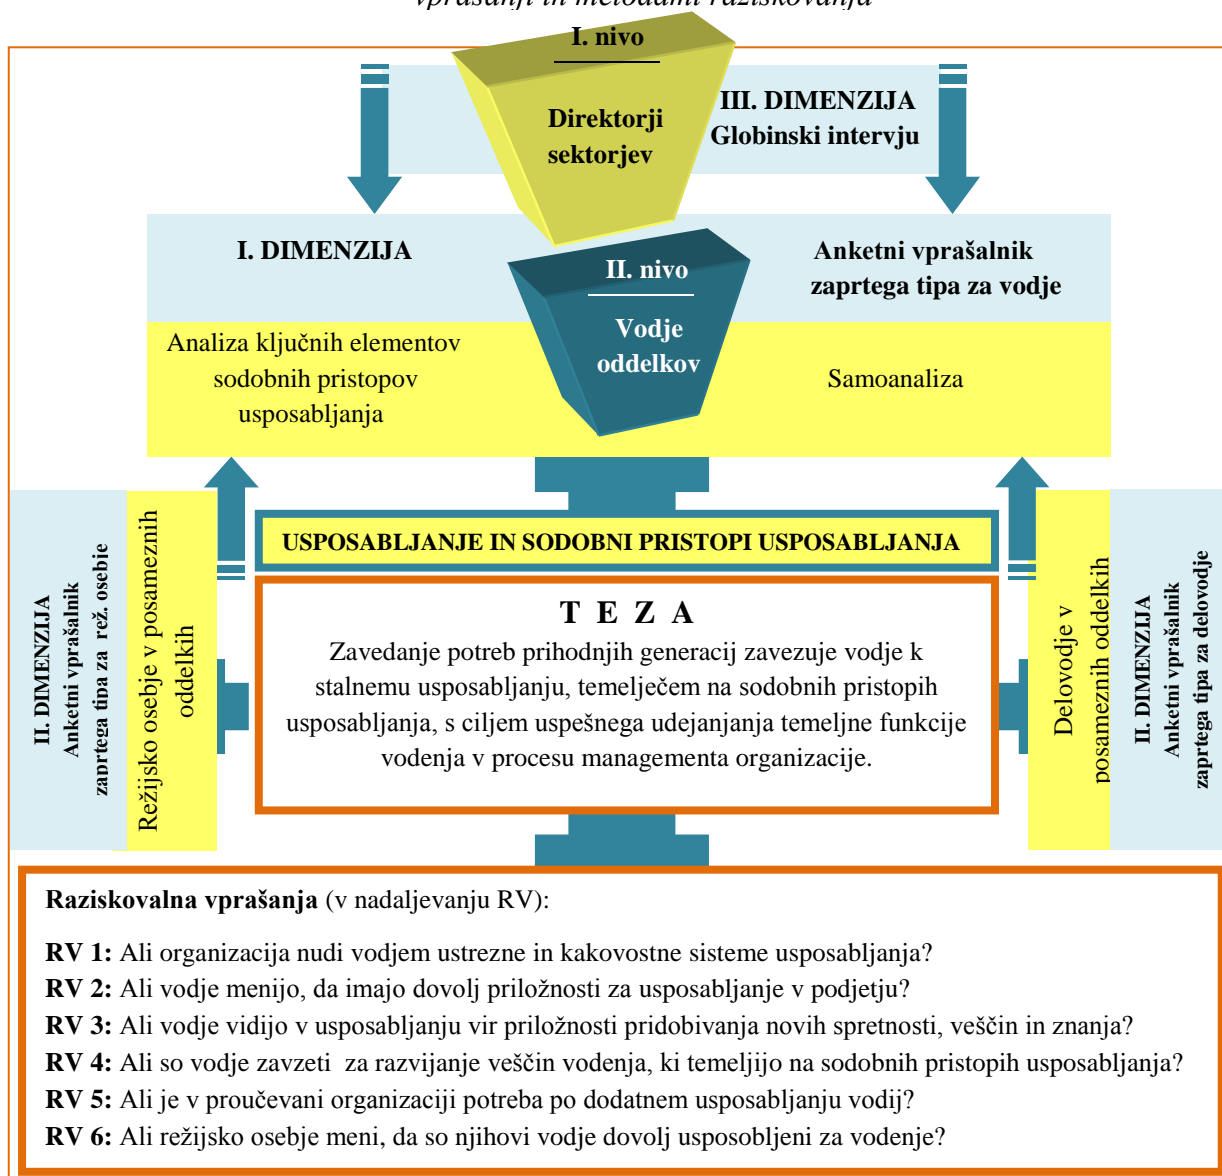 vprašanji in metodami raziskovanja
I. nivo
Direktorji
sektorjev
III. DIMENZIJA
Globinski intervju
I. DIMENZIJA
II. nivo
Vodje
oddelkov
Anketni vprašalnik
zaprtega tipa za vodje
Analiza ključnih elementov
sodobnih pristopov
usposabljanja
Samoanaliza
II. DIMENZIJA
Anketni vprašalnik
zaprtega tipa za rež. osebje
Režijsko osebje v posameznih
oddelkih
USPOSABLJANJE IN SODOBNI PRISTOPI USPOSABLJANJA
T E Z A
Zavedanje potreb prihodnjih generacij zavezuje vodje k
stalnemu usposabljanju, temelječem na sodobnih pristopih
usposabljanja, s ciljem uspešnega udejanjanja temeljne funkcije
vodenja v procesu managementa organizacije.
Delovodje v
posameznih oddelkih
II. DIMENZIJA
Anketni vprašalnik
zaprtega tipa za delovodje
Raziskovalna vprašanja (v nadaljevanju RV):
RV 1: Ali organizacija nudi vodjem ustrezne in kakovostne sisteme usposabljanja?
RV 2: Ali vodje menijo, da imajo dovolj priložnosti za usposabljanje v podjetju?
RV 3: Ali vodje vidijo v usposabljanju vir priložnosti pridobivanja novih spretnosti, veščin in znanja?
RV 4: Ali so vodje zavzeti za razvijanje veščin vodenja, ki temeljijo na sodobnih pristopih usposabljanja?
RV 5: Ali je v proučevani organizaciji potreba po dodatnem usposabljanju vodij?
RV 6: Ali režijsko osebje meni, da so njihovi vodje dovolj usposobljeni za vodenje?